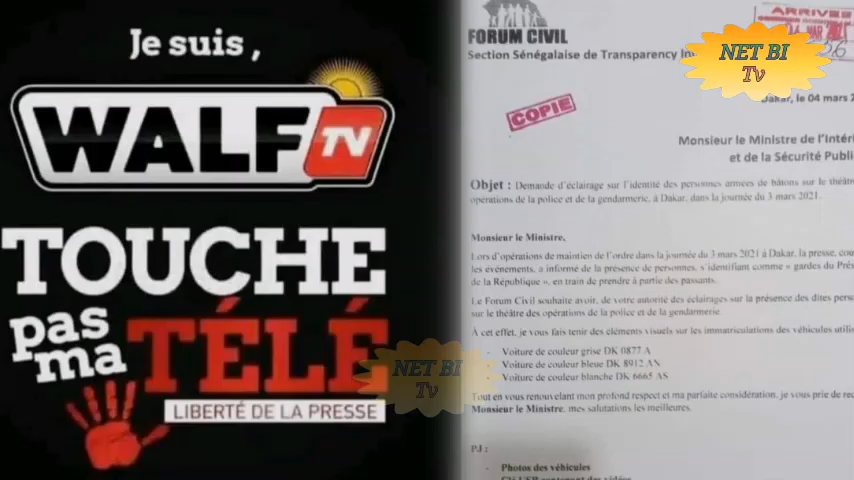 Je suis ,
WALF TV
TOUCHE
pas
ma
TÉLÉ
LIBERTÉ DE LA PRESSE
NET BI
Tv
FORUM CIVIL
Section Sénégalaise de Transparency
ARRIVÉE
NET BI
Tv
COPIE
Dakar, le 04 mars
Monsieur le Ministre de l'Intéri
et de la Sécurité Publi
Objet : Demande d'éclairage sur l'identité des personnes armées de bâtons sur le théâtre
opérations de la police et de la gendarmerie, à Dakar, dans la journée du 3 mars 2021.
Monsieur le Ministre,
Lors d'opérations de maintien de l'ordre dans la journée du 3 mars 2021 à Dakar, la presse, cou
les événements, a informé de la présence de personnes, s'identifiant comme « gardes du Prés
de la République », en train de prendre à partie des passants.
Le Forum Civil souhaite avoir, de votre autorité des éclairages sur la présence des dites pers
sur le théâtre des opérations de la police et de la gendarmerie.
À cet effet, je vous fais tenir des éléments visuels sur les immatriculations des véhicules utilis
- Voiture de couleur grise DK 0877 A
- Voiture de couleur bleue DK 8912 AN
- Voiture de couleur blanche DK 6665 AS
Tout en vous renouvelant mon profond respect et ma parfaite considération, je vous prie de rec
Monsieur le Ministre, mes salutations les meilleures.
PJ :
- Photos des véhicules
- Clé USB contenant des vidéos